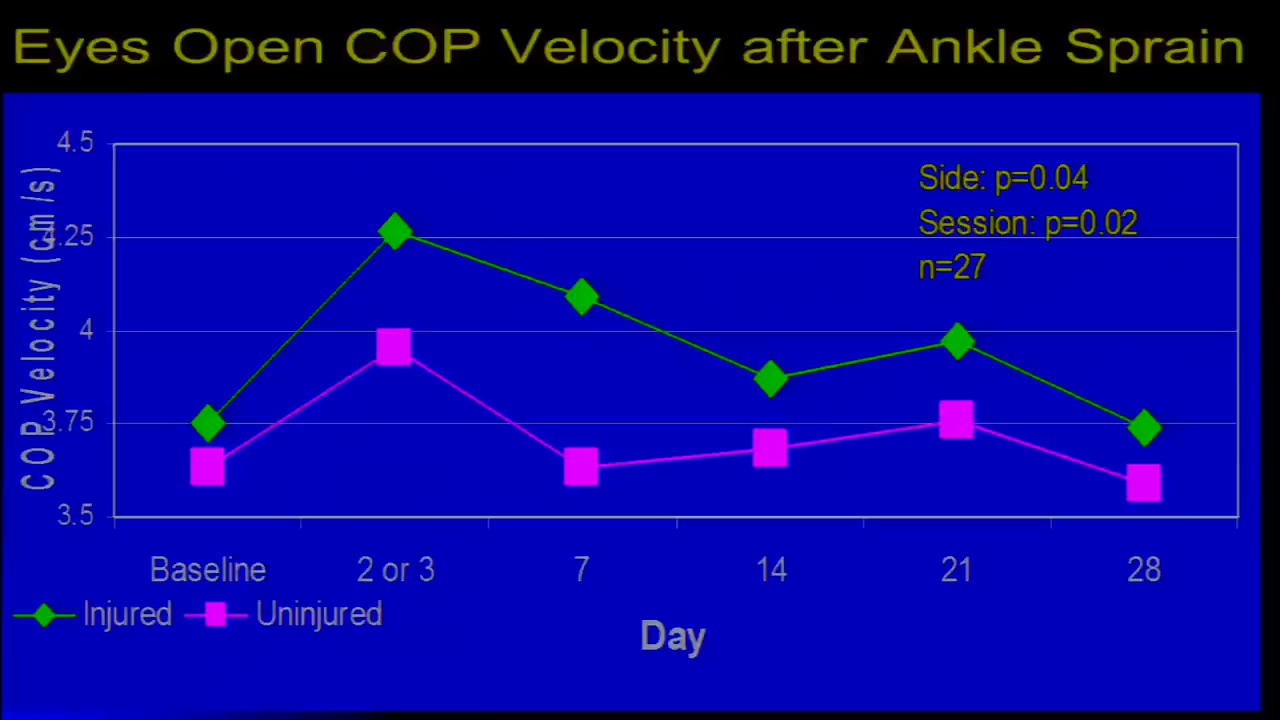 Eyes Open COP Velocity after Ankle Sprain
4.5
4.25
4
3.75
3.5
COP Velocity (cm/s)
Side: p=0.04
Session: p=0.02
n=27
Baseline 2 or 3 7 14 21 28
Injured Uninjured
Day